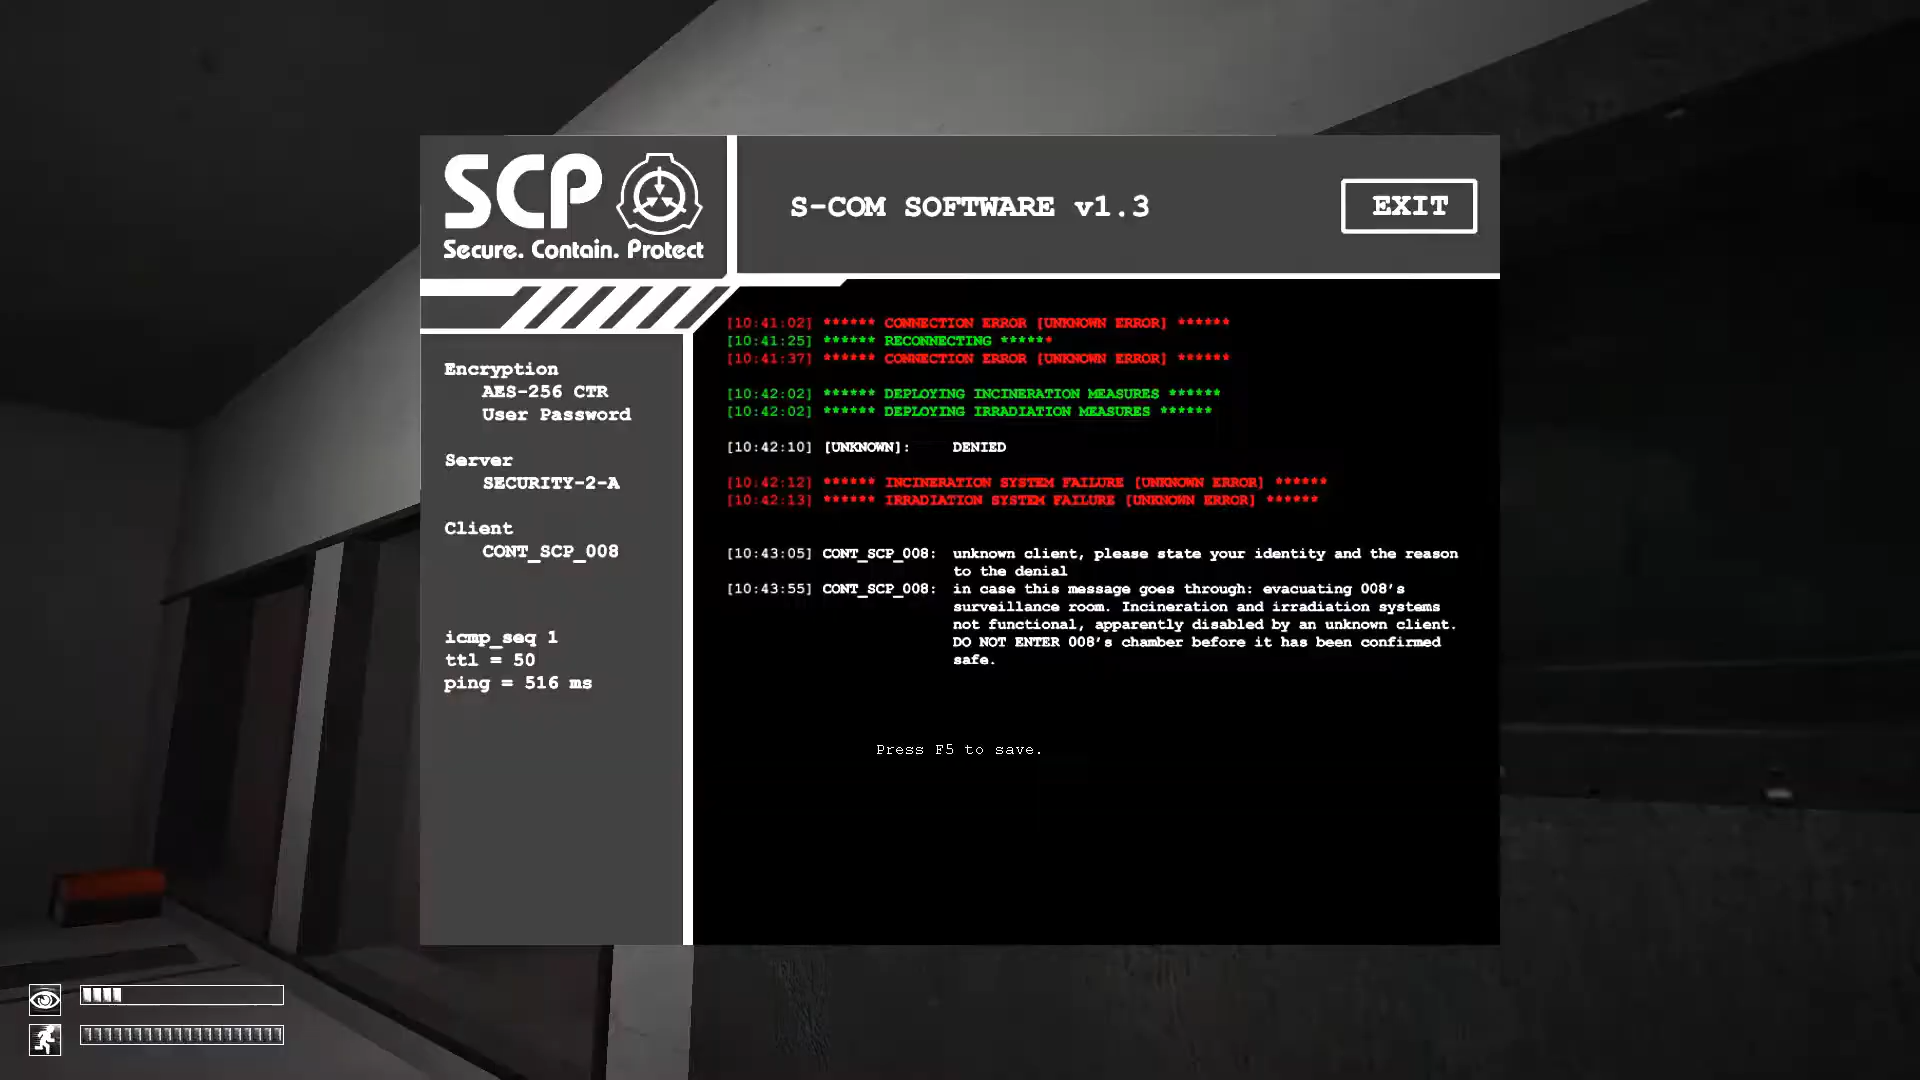 SCP
Secure. Contain. Protect
S-COM SOFTWARE v1.3
EXIT
Encryption
AES-256 CTR
User Password
Server
SECURITY-2-A
Client
CONT_SCP_008
icmp_seq 1
ttl = 50
ping = 516 ms
[10:41:02] ****** CONNECTION ERROR [UNKNOWN ERROR] ******
[10:41:25] ****** RECONNECTING ******
[10:41:37] ****** CONNECTION ERROR [UNKNOWN ERROR] ******
[10:42:02] ****** DEPLOYING INCINERATION MEASURES ******
[10:42:02] ****** DEPLOYING IRRADIATION MEASURES ******
[10:42:10] [UNKNOWN]: DENIED
[10:42:12] ****** INCINERATION SYSTEM FAILURE [UNKNOWN ERROR] ******
[10:42:13] ****** IRRADIATION SYSTEM FAILURE [UNKNOWN ERROR] ******
[10:43:05] CONT_SCP_008: unknown client, please state your identity and the reason
to the denial
[10:43:55] CONT_SCP_008: in case this message goes through: evacuating 008's
surveillance room. Incineration and irradiation systems
not functional, apparently disabled by an unknown client.
DO NOT ENTER 008's chamber before it has been confirmed
safe.
Press F5 to save.